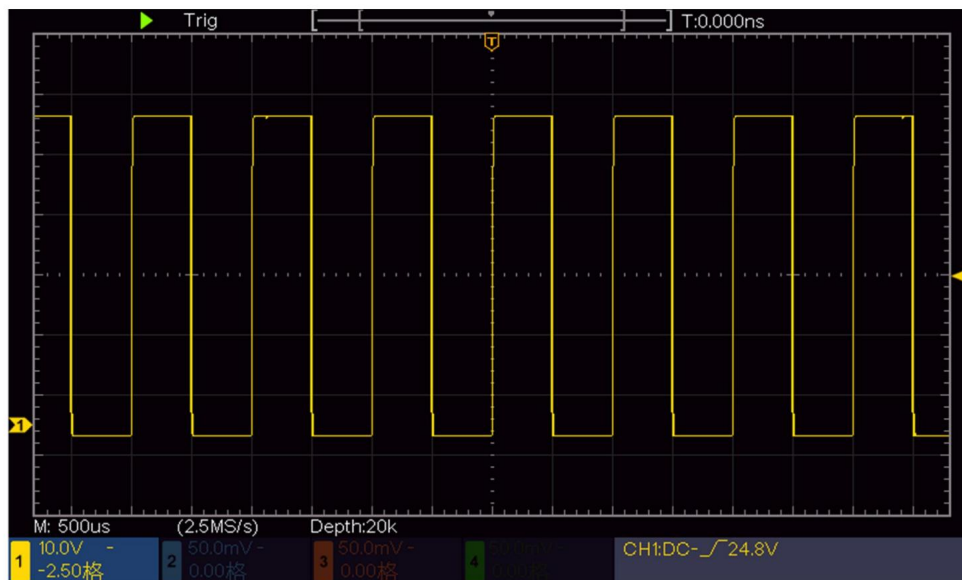 Trig T:0.000ns
T
1
M: 500us (2.5MS/s) Depth:20k
1 10.0V - -2.50格
2 50.0mV - 0.00格
3 50.0mV - 0.00格
4
CH1:DC- 24.8V